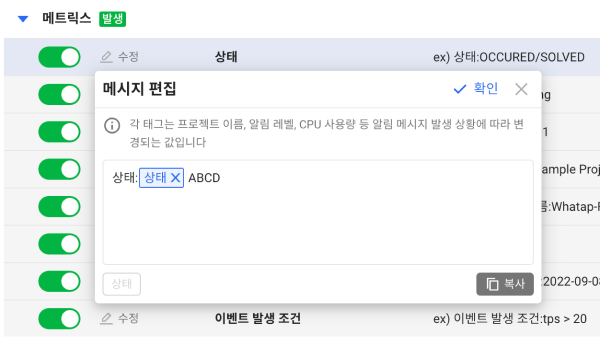 메트릭스 발생
수정 상태 ex) 상태:OCCURED/SOLVED
메시지 편집 확인
각 태그는 프로젝트 이름, 알림 레벨, CPU 사용량 등 알림 메시지 발생 상황에 따라 변
경되는 값입니다
상태: 상태 ABCD
ample Proj
:Whatap-F
:2022-09-08
상태 복사
수정 이벤트 발생 조건 ex) 이벤트 발생 조건:tps > 20